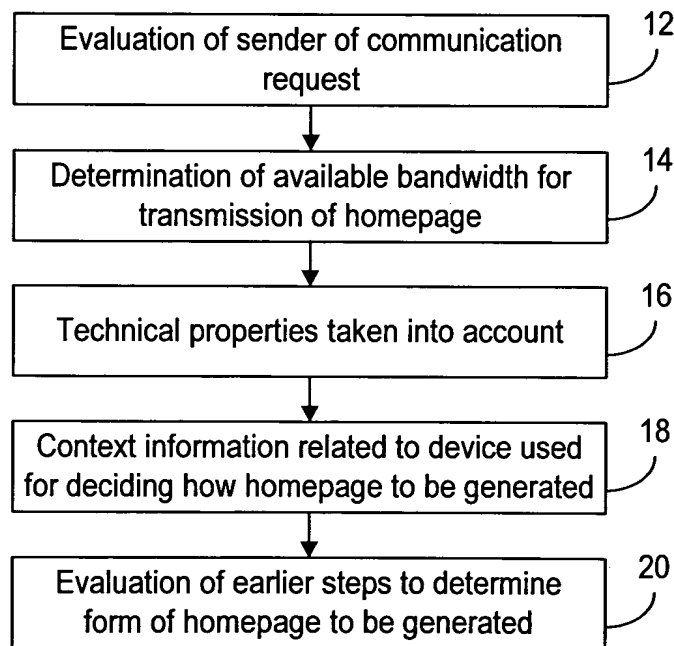 12
Evaluation of sender of communication
request
14
Determination of available bandwidth for
transmission of homepage
16
Technical properties taken into account
18
Context information related to device used
for deciding how homepage to be generated
20
Evaluation of earlier steps to determine
form of homepage to be generated